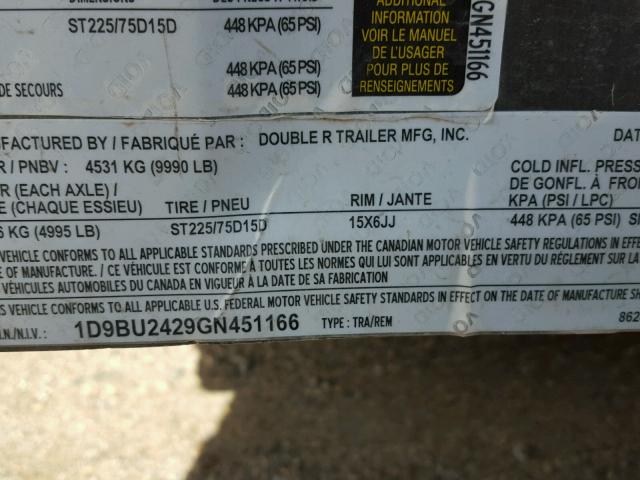 ST225/75D15D 448 KPA (65 PSI)
448 KPA (65 PSI)
DE SECOURS 448 KPA (65 PSI)
ADDITIONAL
INFORMATION
VOIR LE MANUEL
DE L'USAGER
POUR PLUS DE
RENSEIGNEMENTS
GN451166
VOID
UFACTURED BY / FABRIQUÉ PAR : DOUBLE R TRAILER MFG, INC. DATE
R / PNBV : 4531 KG (9990 LB)
R (EACH AXLE) /
E (CHAQUE ESSIEU) TIRE / PNEU RIM / JANTE
COLD INFL. PRESS
DE GONFL. À FROI
KPA (PSI / LPC)
6 KG (4995 LB) ST225/75D15D 15X6JJ 448 KPA (65 PSI)
VEHICLE CONFORMS TO ALL APPLICABLE STANDARDS PRESCRIBED UNDER THE CANADIAN MOTOR VEHICLE SAFETY REGULATIONS IN EFFE
E OF MANUFACTURE. / CE VÉHICULE EST CONFORME À TOUTES LES NORMES QUI LUI SONT APPLICABLES EN VERTU DU RÈGLEMENT SUR LA
VÉHICULES AUTOMOBILES DU CANADA EN VIGUEUR À LA DATE DE SA FABRICATION
VEHICLE CONFORMS TO ALL APPLICABLE U.S. FEDERAL MOTOR VEHICLE SAFETY STANDARDS IN EFFECT ON THE DATE OF MANUFACTURE SH
I.N./N.I.V.: 1D9BU2429GN451166 TYPE: TRA/REM 862